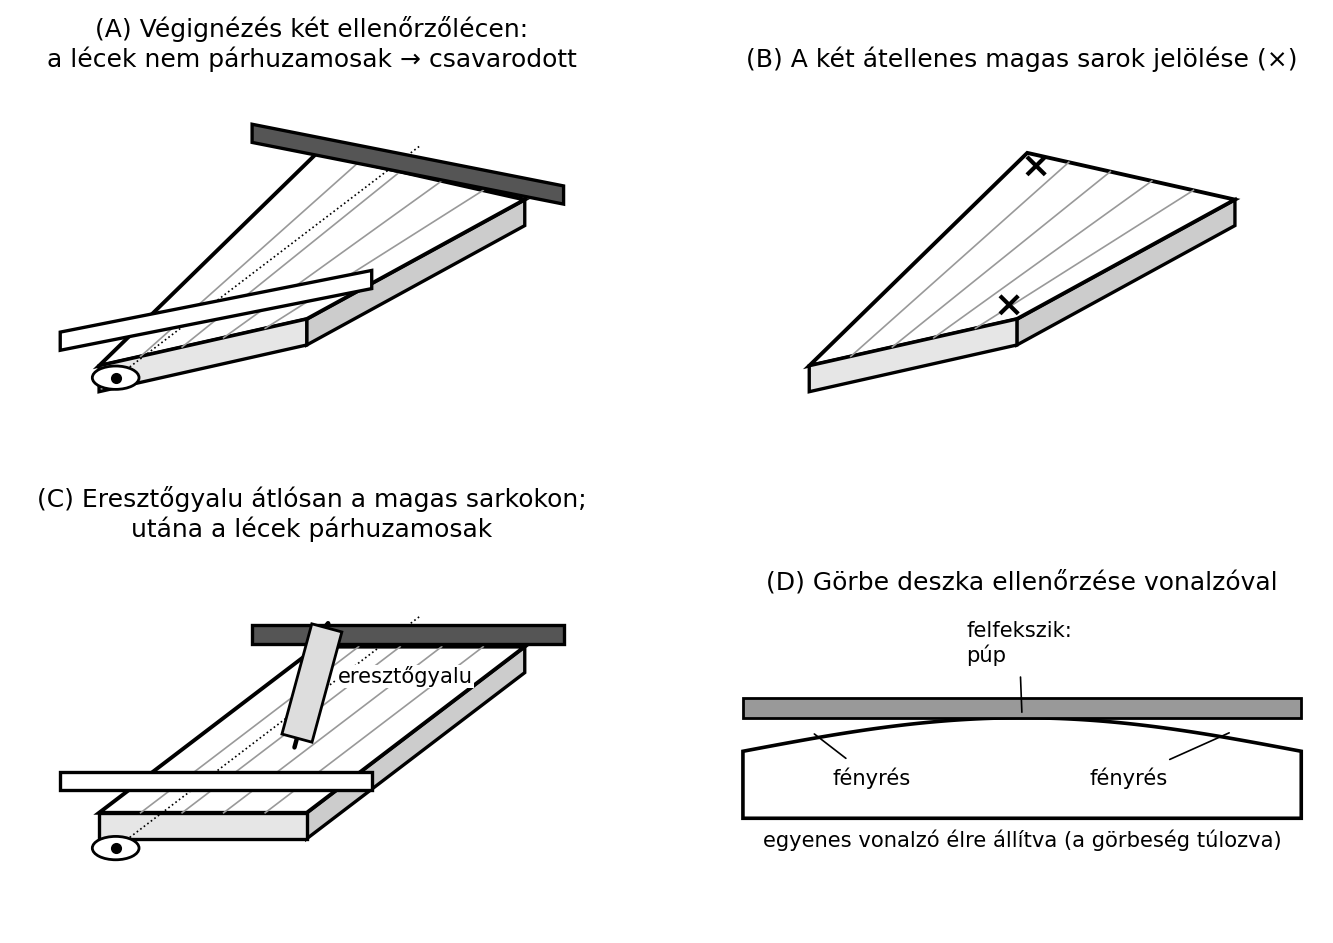 (A) Végignézés két ellenőrzőlécen:
a lécek nem párhuzamosak → csavarodott
(B) A két átellenes magas sarok jelölése (×)
(C) Eresztőgyalu átlósan a magas sarkokon;
utána a lécek párhuzamosak
eresztőgyalu
(D) Görbe deszka ellenőrzése vonalzóval
felfekszik:
púp
fényrés
fényrés
egyenes vonalzó élre állítva (a görbeség túlozva)